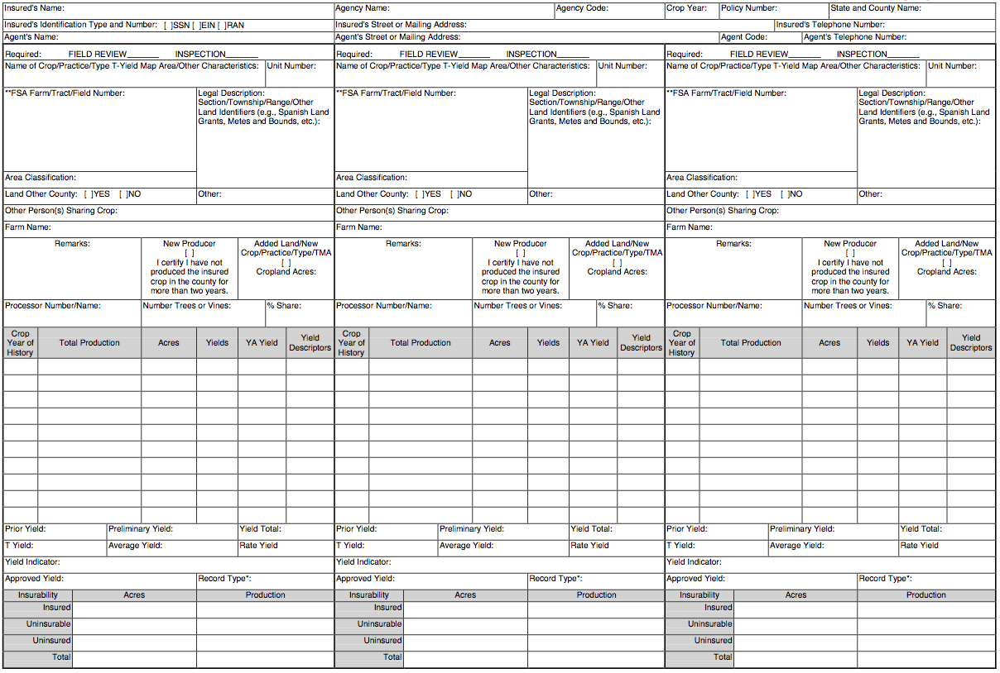 Insured's Name: Agency Name: Agency Code: Crop Year: Policy Number: State and County Name:
Insured's Identification Type and Number: [ ]SSN [ ]EIN [ ]RAN Insured's Street or Mailing Address: Insured's Telephone Number:
Agent's Name: Agent's Street or Mailing Address: Agent Code: Agent's Telephone Number:
Required: FIELD REVIEW_______ INSPECTION_______
Name of Crop/Practice/Type T-Yield Map Area/Other Characteristics: Unit Number:
**FSA Farm/Tract/Field Number:
Legal Description:
Section/Township/Range/Other
Land Identifiers (e.g., Spanish Land
Grants, Metes and Bounds, etc.):
Area Classification:
Land Other County: [ ]YES [ ]NO Other:
Other Person(s) Sharing Crop:
Farm Name:
Remarks:
New Producer
[ ]
I certify I have not
produced the insured
crop in the county for
more than two years.
Added Land/New
Crop/Practice/Type/TMA
[ ]
Cropland Acres:
Processor Number/Name: Number Trees or Vines: % Share:
Crop
Year of
History
Total Production
Acres
Yields
YA Yield
Yield
Descriptors
Prior Yield: Preliminary Yield: Yield Total:
T Yield: Average Yield: Rate Yield
Yield Indicator:
Approved Yield: Record Type*:
Insurability Acres Production
Insured
Uninsurable
Uninsured
Total
Required: FIELD REVIEW_______ INSPECTION_______
Name of Crop/Practice/Type T-Yield Map Area/Other Characteristics: Unit Number:
**FSA Farm/Tract/Field Number:
Legal Description:
Section/Township/Range/Other
Land Identifiers (e.g., Spanish Land
Grants, Metes and Bounds, etc.):
Area Classification:
Land Other County: [ ]YES [ ]NO Other:
Other Person(s) Sharing Crop:
Farm Name:
Remarks:
New Producer
[ ]
I certify I have not
produced the insured
crop in the county for
more than two years.
Added Land/New
Crop/Practice/Type/TMA
[ ]
Cropland Acres:
Processor Number/Name: Number Trees or Vines: % Share:
Crop
Year of
History
Total Production
Acres
Yields
YA Yield
Yield
Descriptors
Prior Yield: Preliminary Yield: Yield Total:
T Yield: Average Yield: Rate Yield
Yield Indicator:
Approved Yield: Record Type*:
Insurability Acres Production
Insured
Uninsurable
Uninsured
Total
Required: FIELD REVIEW_______ INSPECTION_______
Name of Crop/Practice/Type T-Yield Map Area/Other Characteristics: Unit Number:
**FSA Farm/Tract/Field Number:
Legal Description:
Section/Township/Range/Other
Land Identifiers (e.g., Spanish Land
Grants, Metes and Bounds, etc.):
Area Classification:
Land Other County: [ ]YES [ ]NO Other:
Other Person(s) Sharing Crop:
Farm Name:
Remarks:
New Producer
[ ]
I certify I have not
produced the insured
crop in the county for
more than two years.
Added Land/New
Crop/Practice/Type/TMA
[ ]
Cropland Acres:
Processor Number/Name: Number Trees or Vines: % Share:
Crop
Year of
History
Total Production
Acres
Yields
YA Yield
Yield
Descriptors
Prior Yield: Preliminary Yield: Yield Total:
T Yield: Average Yield: Rate Yield
Yield Indicator:
Approved Yield: Record Type*:
Insurability Acres Production
Insured
Uninsurable
Uninsured
Total